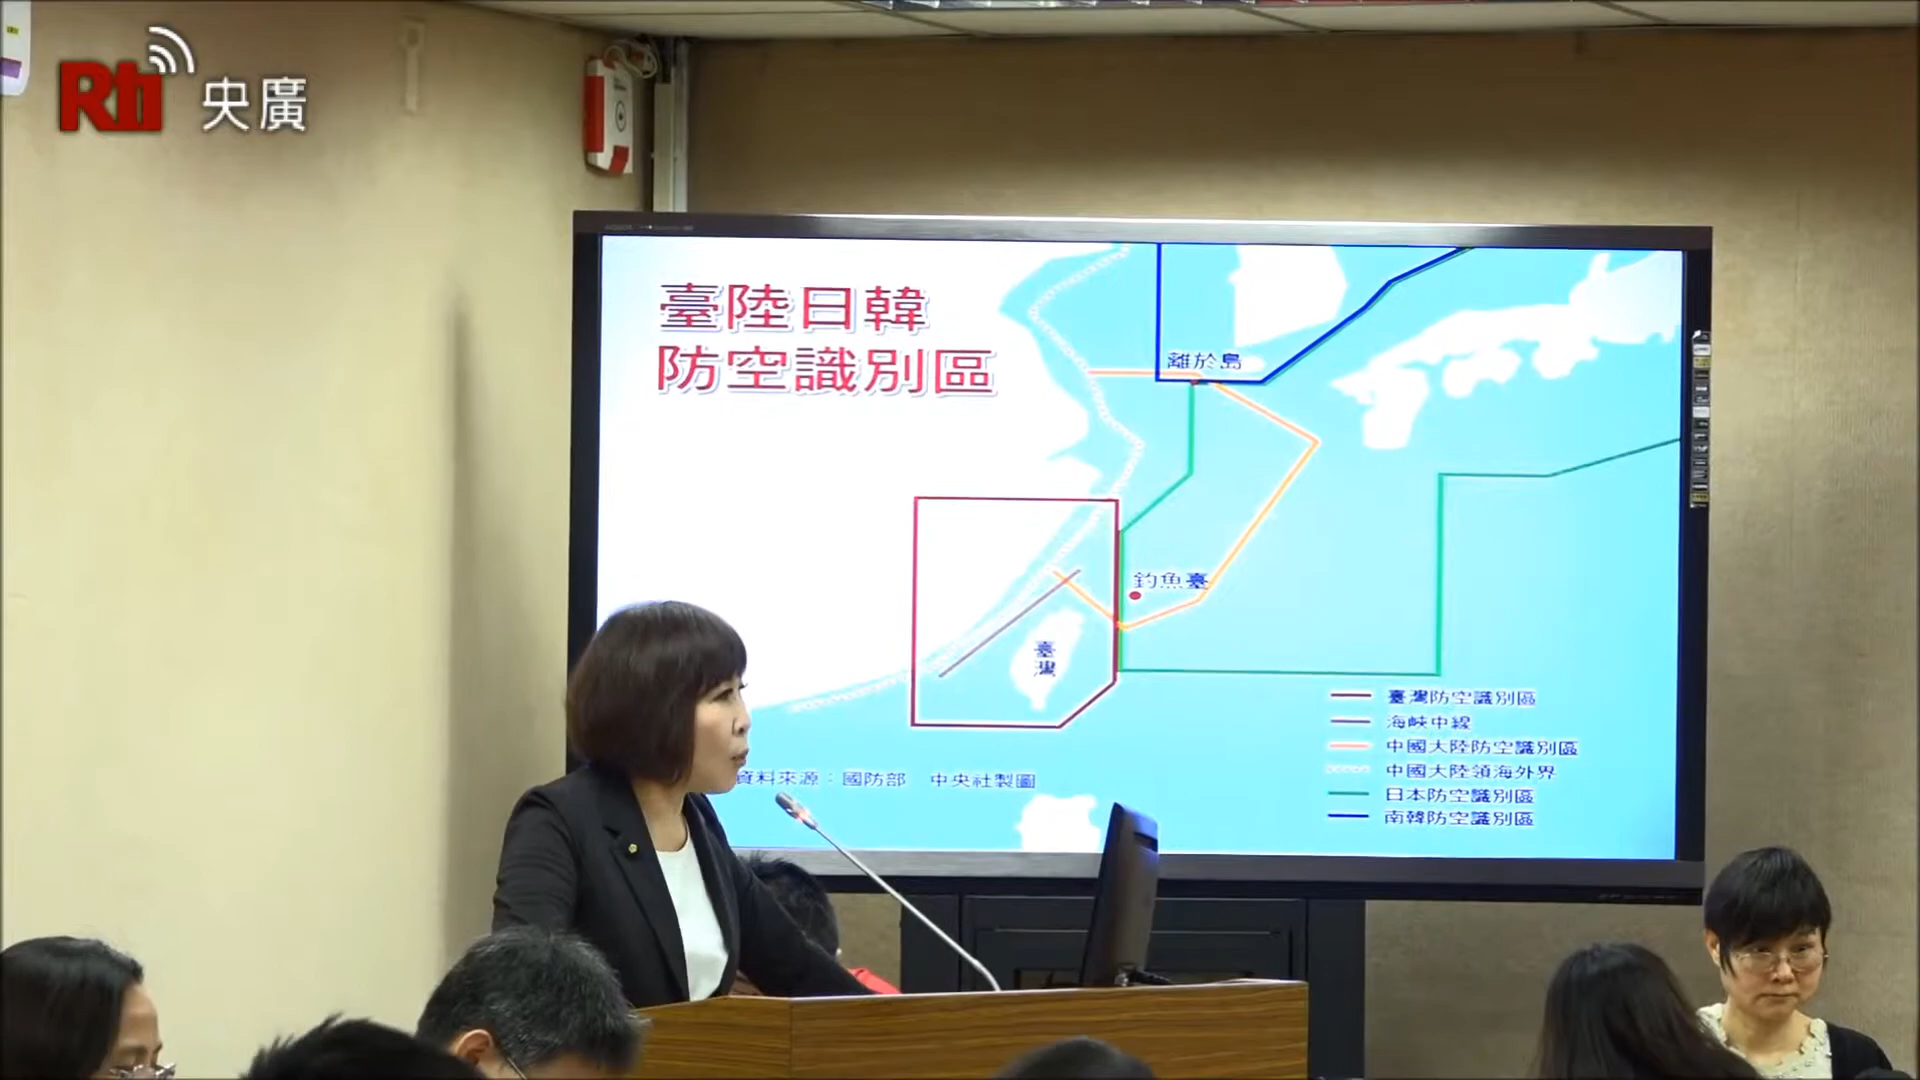 Rti 央廣
臺陸日韓
防空識別區
離於島
釣魚臺
臺灣
臺灣防空識別區
海峽中線
中國大陸防空識別區
中國大陸領海外界
日本防空識別區
南韓防空識別區
資料來源：國防部 中央社製圖